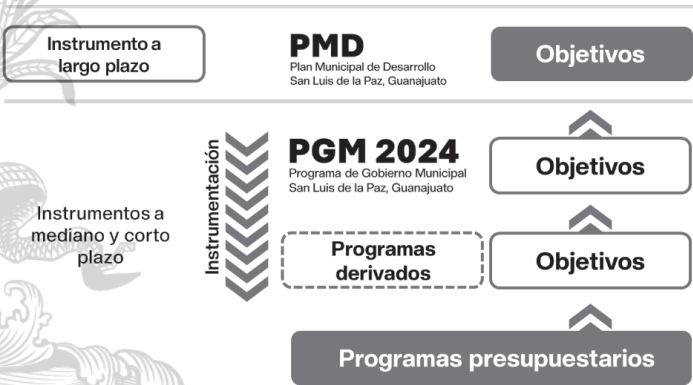 Instrumento a
largo plazo
PMD
Plan Municipal de Desarrollo
San Luis de la Paz, Guanajuato
Objetivos
Instrumentos a
mediano y corto
plazo
Instrumentación
PGM 2024
Programa de Gobierno Municipal
San Luis de la Paz, Guanajuato
Objetivos
Programas
derivados
Objetivos
Programas presupuestarios